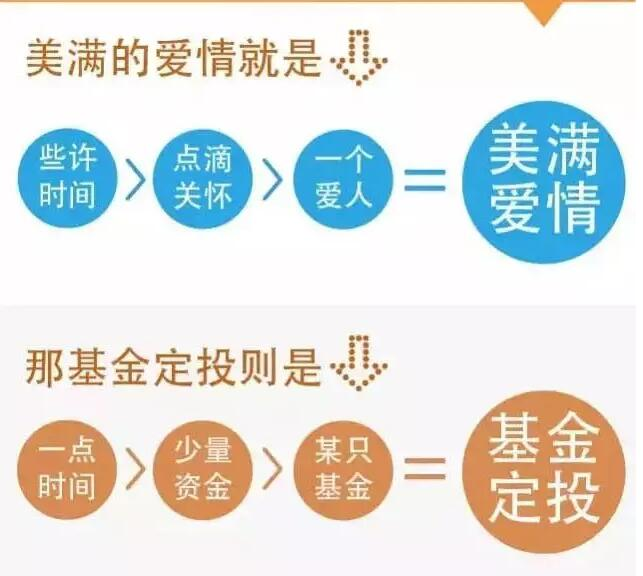 美满的爱情就是
些许
时间
点滴
关怀
一个
爱人
=
美满
爱情
那基金定投则是
一点
时间
少量
资金
某只
基金
=
基金
定投